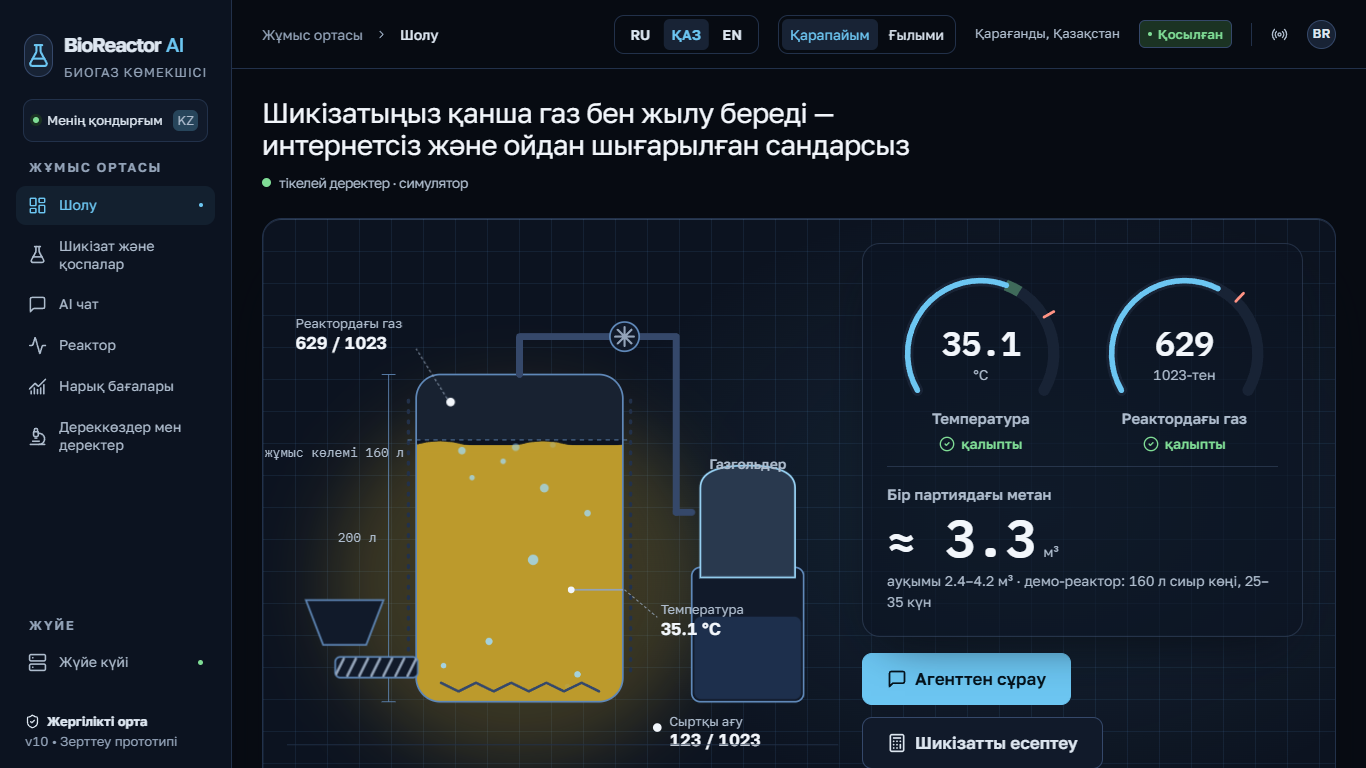 BioReactor AI
БИОГАЗ КӨМЕКШІСІ
Менің қондырғым KZ
ЖҰМЫС ОРТАСЫ
Шолу
Шикізат және
қоспалар
AI чат
Реактор
Нарық бағалары
Дереккөздер мен
деректер
ЖҮЙЕ
Жүйе күйі
Жергілікті орта
v10 • Зерттеу прототипі
Жұмыс ортасы > Шолу
RU ҚАЗ EN
Қарапайым Ғылыми
Қарағанды, Қазақстан
Қосылған
BR
Шикізатыңыз қанша газ бен жылу береді —
интернетсіз және ойдан шығарылған сандарсыз
тікелей деректер · симулятор
Реактордағы газ
629 / 1023
жұмыс көлемі 160 л
200 л
Газгольдер
Температура
35.1 °C
Сыртқы ағу
123 / 1023
35.1
°C
Температура
қалыпты
629
1023-тен
Реактордағы газ
қалыпты
Бір партиядағы метан
≈ 3.3 м³
ауқымы 2.4–4.2 м³ · демо-реактор: 160 л сиыр көңі, 25–
35 күн
Агенттен сұрау
Шикізатты есептеу